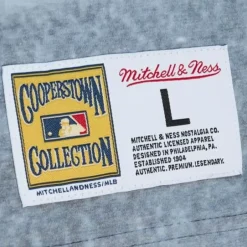 COOPERSTOWN
COLLECTION
MITCHELLANDNESS/MLB
Mitchell & Ness
L
MITCHELL & NESS NOSTALGIA CO.
AUTHENTIC LICENSED APPAREL
DESIGNED IN PHILADELPHIA, PA.
ESTABLISHED 1904
AUTHENTIC. PREMIUM. LEGENDARY.